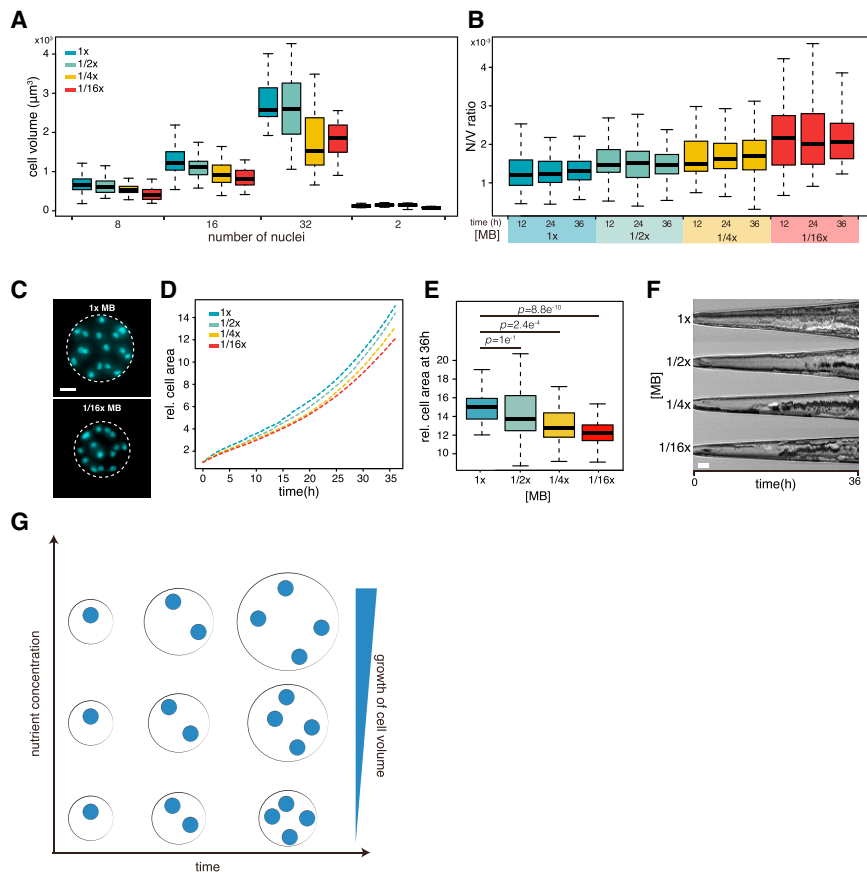 A
x10³
cell volume (µm³)
4
3
2
1
0
1x
1/2x
1/4x
1/16x
8
16
32
2
number of nuclei
B
x10⁻³
N/V ratio
4
3
2
1
time (h)
12
24
36
12
24
36
12
24
36
12
24
36
[MB]
1x
1/2x
1/4x
1/16x
C
1x MB
1/16x MB
D
rel. cell area
14
12
10
8
6
4
2
1x
1/2x
1/4x
1/16x
0
5
10
15
20
25
30
35
time(h)
E
p=8.8e⁻¹⁰
p=2.4e⁻⁴
p=1e⁻¹
rel. cell area at 36h
20
18
16
14
12
10
8
1x
1/2x
1/4x
1/16x
[MB]
F
[MB]
1x
1/2x
1/4x
1/16x
0
time(h)
36
G
nutrient concentration
growth of cell volume
time